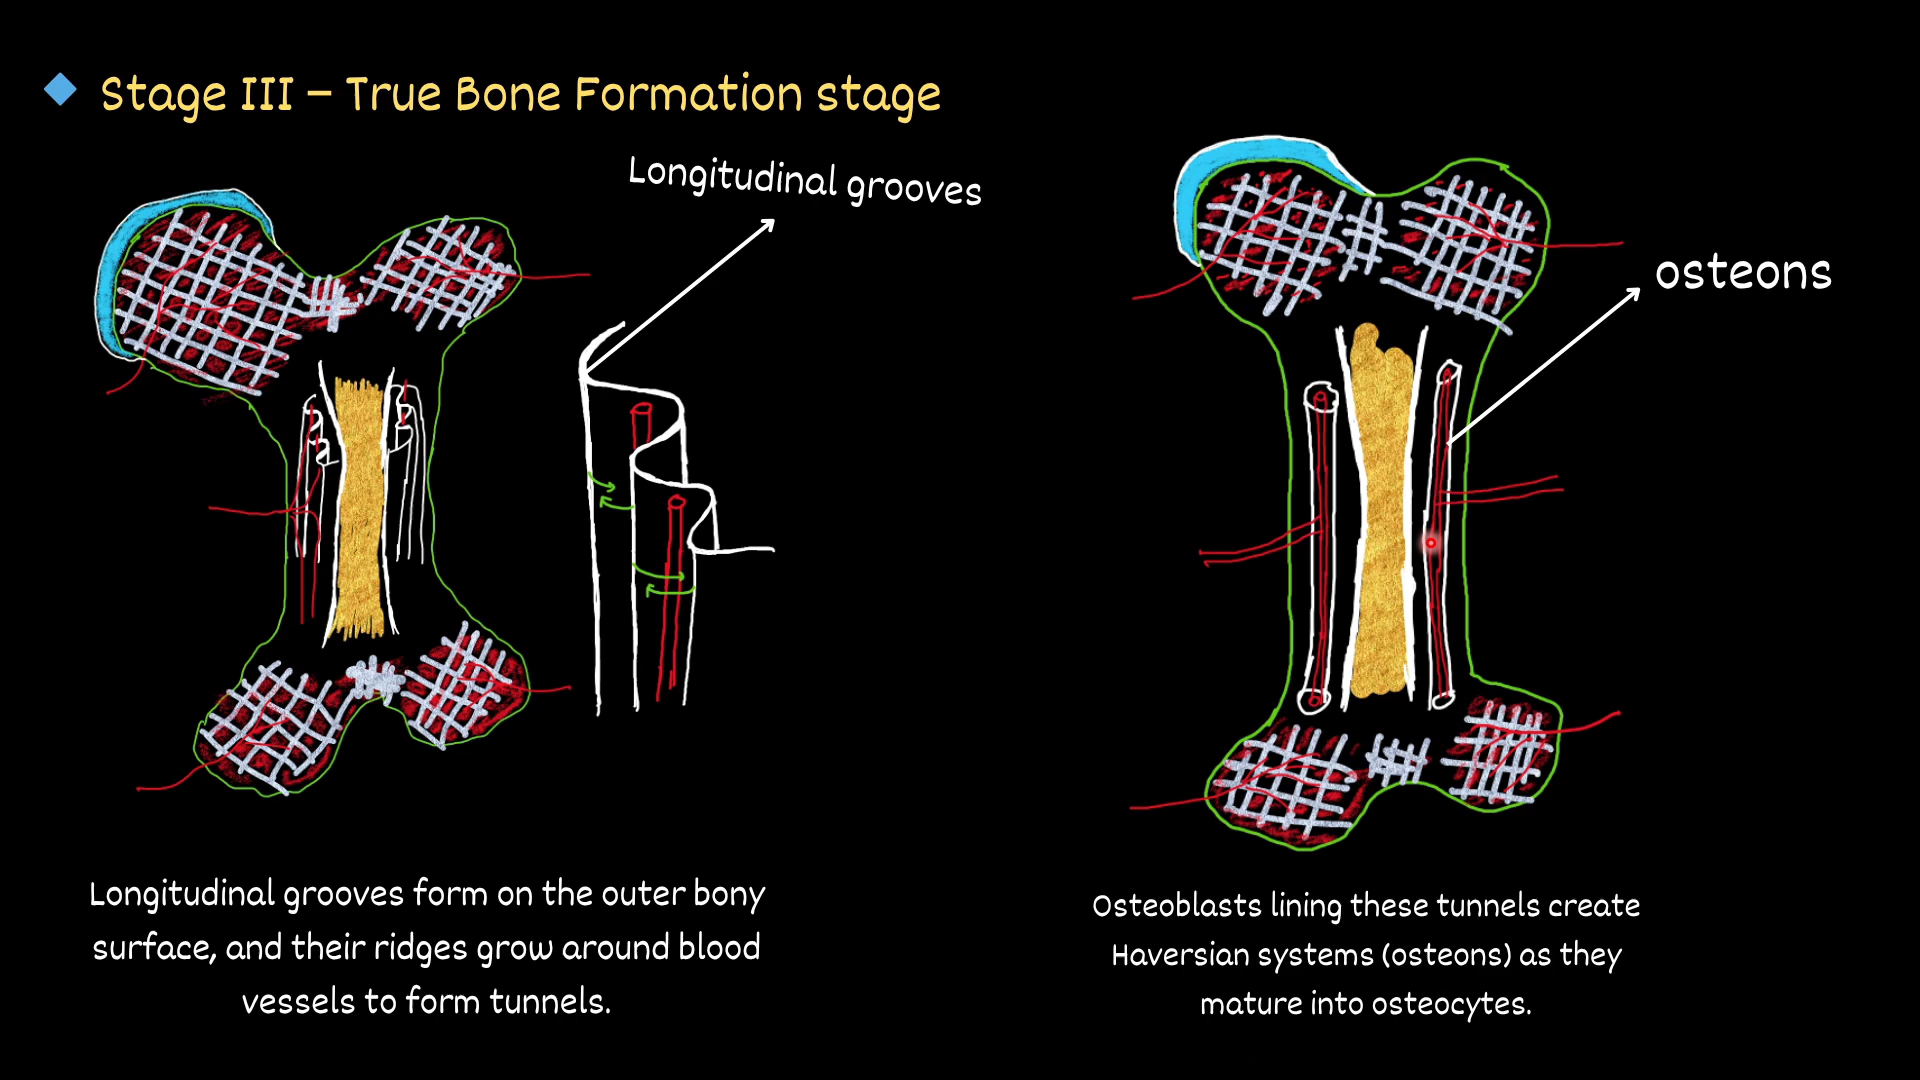 Stage III – True Bone Formation stage
Longitudinal grooves
osteons
Longitudinal grooves form on the outer bony
surface, and their ridges grow around blood
vessels to form tunnels.
Osteoblasts lining these tunnels create
Haversian systems (osteons) as they
mature into osteocytes.